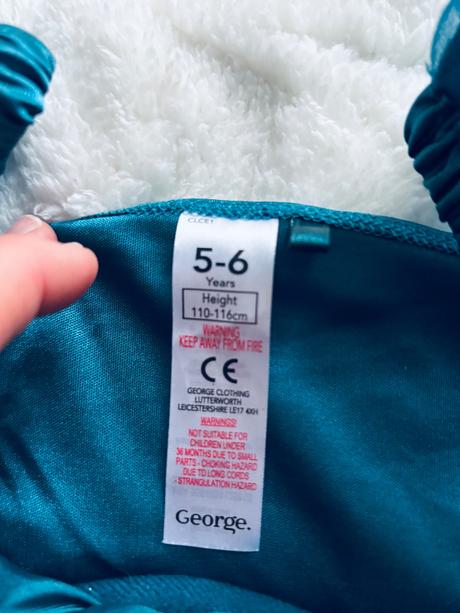 CLCE1
5-6
Years
Height
110-116cm
WARNING
KEEP AWAY FROM FIRE
CE
GEORGE CLOTHING
LUTTERWORTH
LEICESTERSHIRE LE17 4XH
WARNINGS!
NOT SUITABLE FOR
CHILDREN UNDER
36 MONTHS DUE TO SMALL
PARTS - CHOKING HAZARD
DUE TO LONG CORDS
- STRANGULATION HAZARD
George.